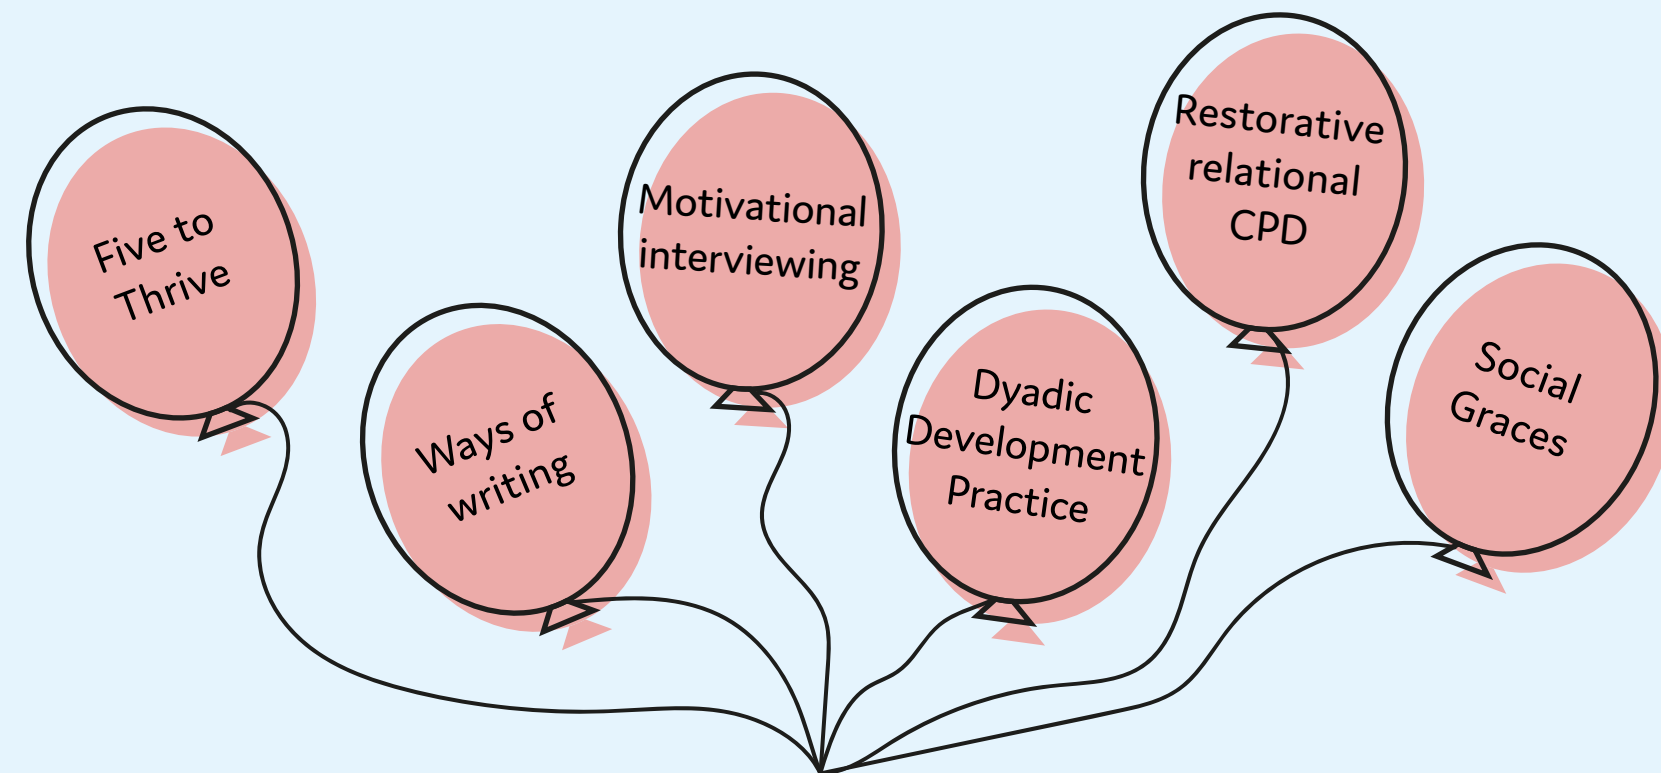 Five to
Thrive
Ways of
writing
Motivational
interviewing
Dyadic
Development
Practice
Restorative
relational
CPD
Social
Graces